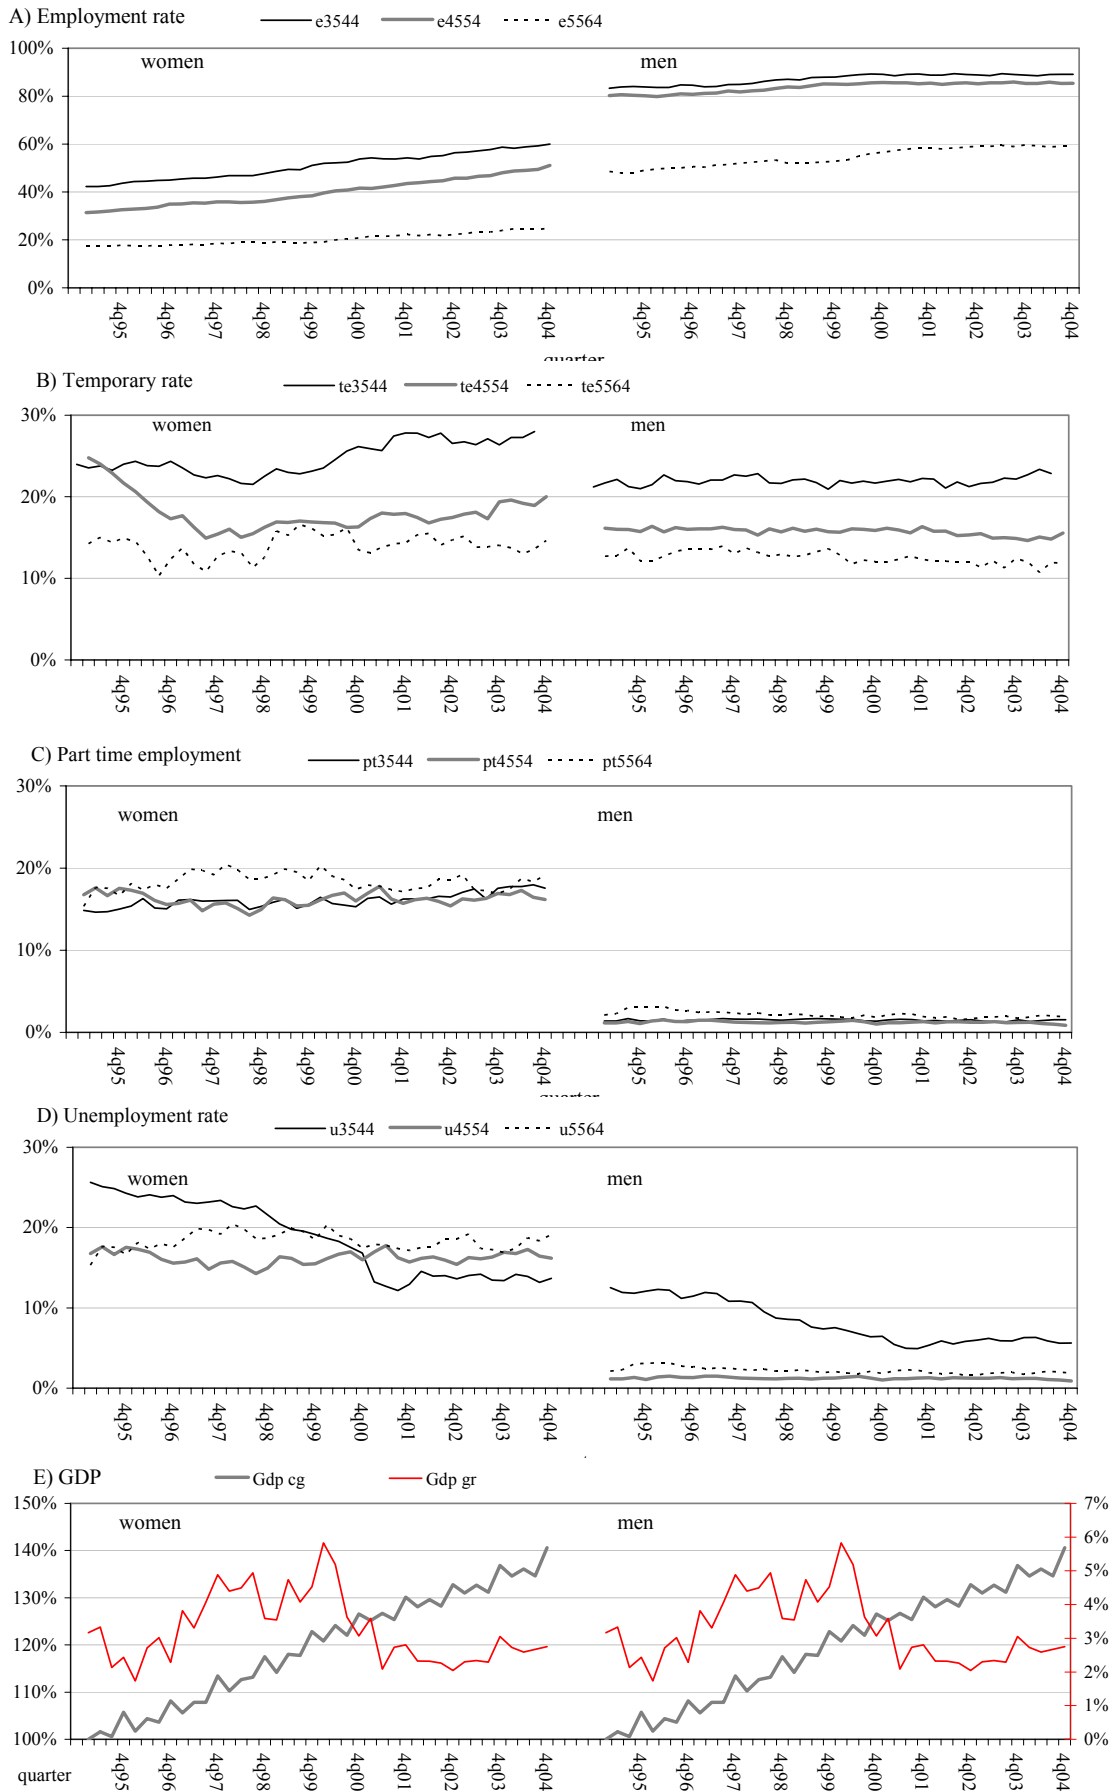 A) Employment rate e3544 e4554 e5564
100%
women men
80%
60%
40%
20%
0%
4q95 4q96 4q97 4q98 4q99 4q00 4q01 4q02 4q03 4q04 4q95 4q96 4q97 4q98 4q99 4q00 4q01 4q02 4q03 4q04
quarter
B) Temporary rate te3544 te4554 te5564
30%
women men
20%
10%
0%
4q95 4q96 4q97 4q98 4q99 4q00 4q01 4q02 4q03 4q04 4q95 4q96 4q97 4q98 4q99 4q00 4q01 4q02 4q03 4q04
C) Part time employment pt3544 pt4554 pt5564
30%
women men
20%
10%
0%
4q95 4q96 4q97 4q98 4q99 4q00 4q01 4q02 4q03 4q04 4q95 4q96 4q97 4q98 4q99 4q00 4q01 4q02 4q03 4q04
quarter
D) Unemployment rate u3544 u4554 u5564
30%
women men
20%
10%
0%
4q95 4q96 4q97 4q98 4q99 4q00 4q01 4q02 4q03 4q04 4q95 4q96 4q97 4q98 4q99 4q00 4q01 4q02 4q03 4q04
E) GDP Gdp cg Gdp gr
150% 7%
women men
6%
140%
5%
130% 4%
120% 3%
2%
110%
1%
100% 0%
4q95 4q96 4q97 4q98 4q99 4q00 4q01 4q02 4q03 4q04 4q95 4q96 4q97 4q98 4q99 4q00 4q01 4q02 4q03 4q04
quarter